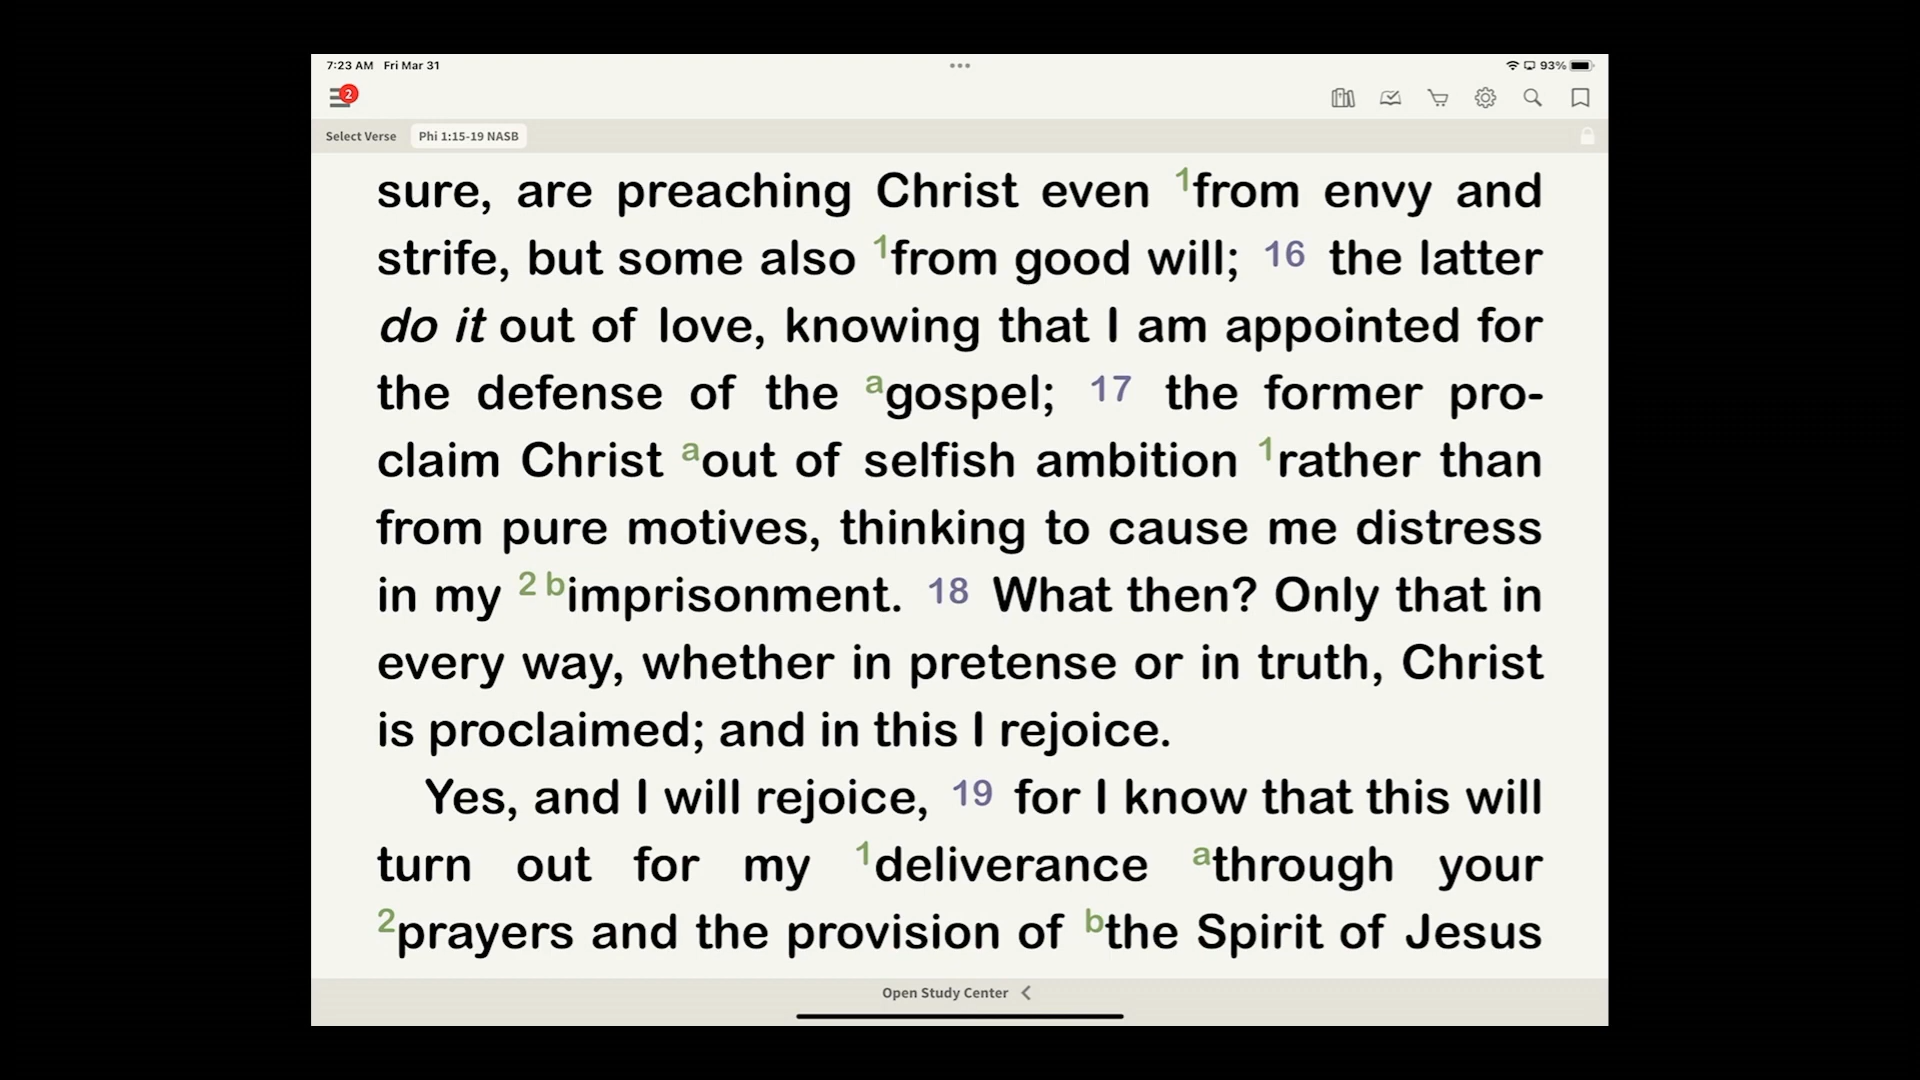 7:23 AM Fri Mar 31
93%
2
Select Verse Phi 1:15-19 NASB
sure, are preaching Christ even 1from envy and
strife, but some also 1from good will; 16 the latter
do it out of love, knowing that I am appointed for
the defense of the agospel; 17 the former pro-
claim Christ aout of selfish ambition 1rather than
from pure motives, thinking to cause me distress
in my 2 bimprisonment. 18 What then? Only that in
every way, whether in pretense or in truth, Christ
is proclaimed; and in this I rejoice.
Yes, and I will rejoice, 19 for I know that this will
turn out for my 1deliverance athrough your
2prayers and the provision of bthe Spirit of Jesus
Open Study Center